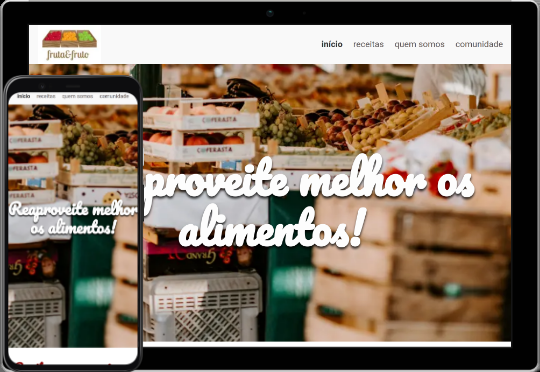 fruta&fruto
início receitas quem somos comunidade
aproveite melhor os
alimentos!
início receitas quem somos comunidade
Reaproveite melhor
os alimentos!
COPERASTA
COPERASTA